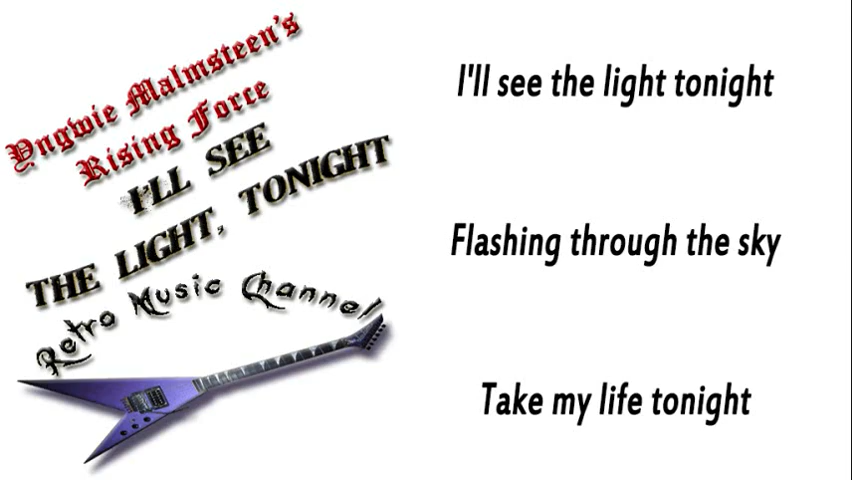 Yngwie Malmsteen's
Rising Force
I'LL SEE
THE LIGHT, TONIGHT
Retro Music Channel
I'll see the light tonight
Flashing through the sky
Take my life tonight